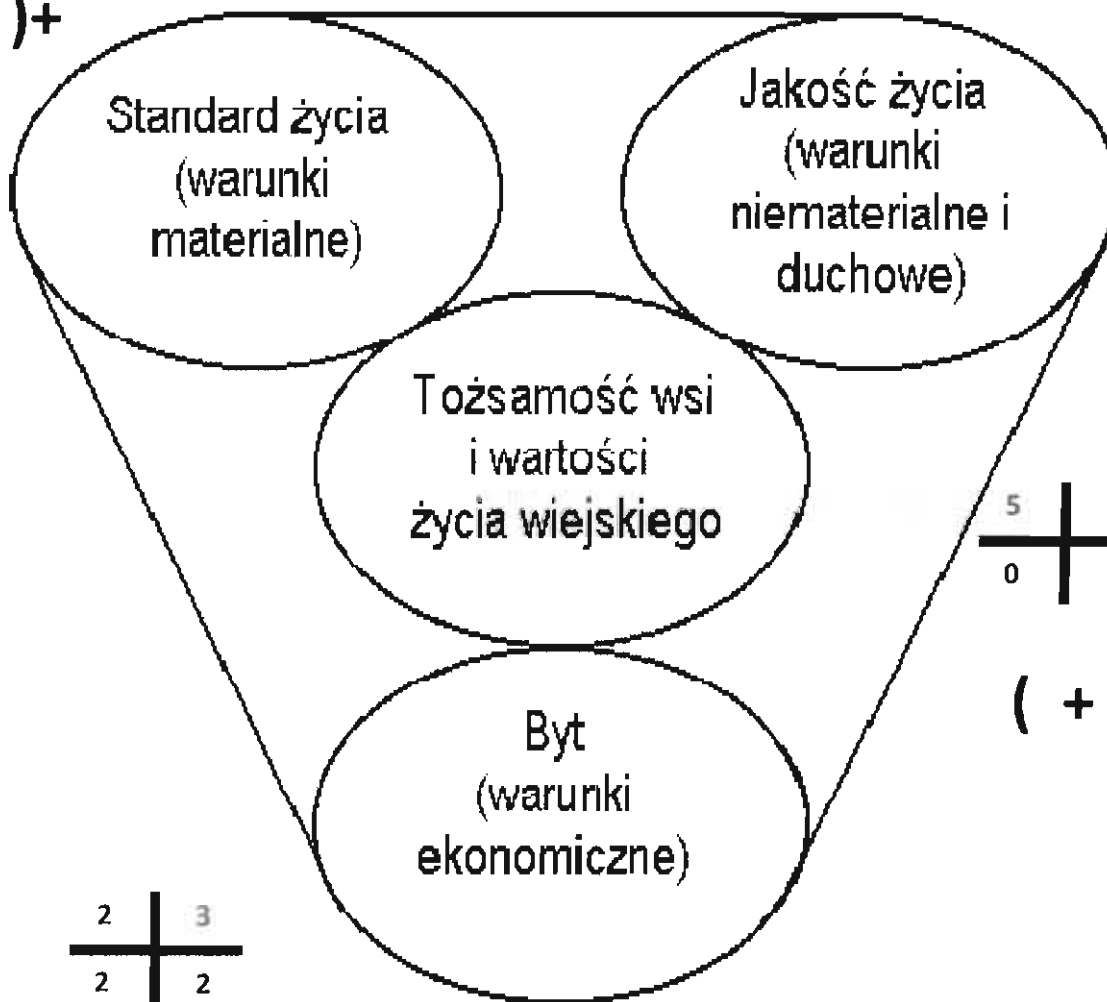 )+
Standard życia
(warunki
materialne)
Jakość życia
(warunki
niematerialne i
duchowe)
Tożsamość wsi
i wartości
życia wiejskiego
5
0
( +
Byt
(warunki
ekonomiczne)
2 3
2 2